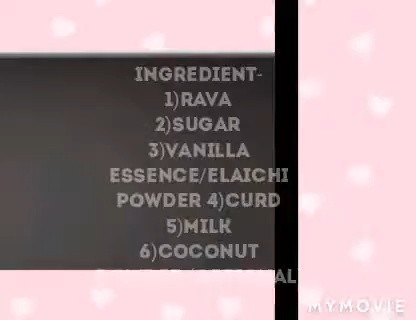 INGREDIENT-
1)RAVA
2)SUGAR
3)VANILLA
ESSENCE/ELAICHI
POWDER 4)CURD
5)MILK
6)COCONUT
MYMOVIE